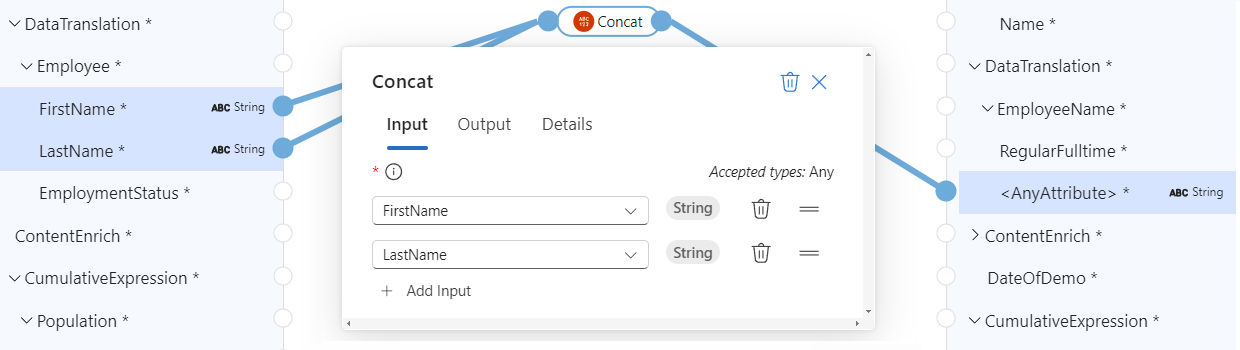 DataTranslation
Employee *
FirstName * ABC String
LastName * ABC String
EmploymentStatus *
ContentEnrich *
CumulativeExpression *
Population *
ABC 123 Concat
Concat
Input Output Details
* Accepted types: Any
FirstName String
LastName String
+ Add Input
Name *
DataTranslation *
EmployeeName *
RegularFulltime *
<AnyAttribute> * ABC String
ContentEnrich *
DateOfDemo *
CumulativeExpression *